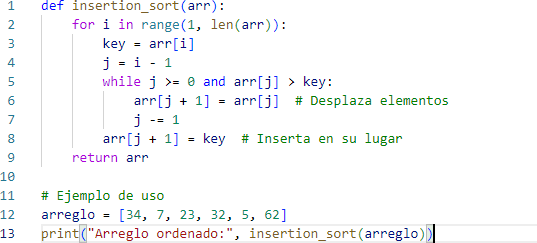 1 def insertion_sort(arr):
2     for i in range(1, len(arr)):
3         key = arr[i]
4         j = i - 1
5         while j >= 0 and arr[j] > key:
6             arr[j + 1] = arr[j]  # Desplaza elementos
7             j -= 1
8         arr[j + 1] = key  # Inserta en su lugar
9     return arr
10
11 # Ejemplo de uso
12 arreglo = [34, 7, 23, 32, 5, 62]
13 print("Arreglo ordenado:", insertion_sort(arreglo))